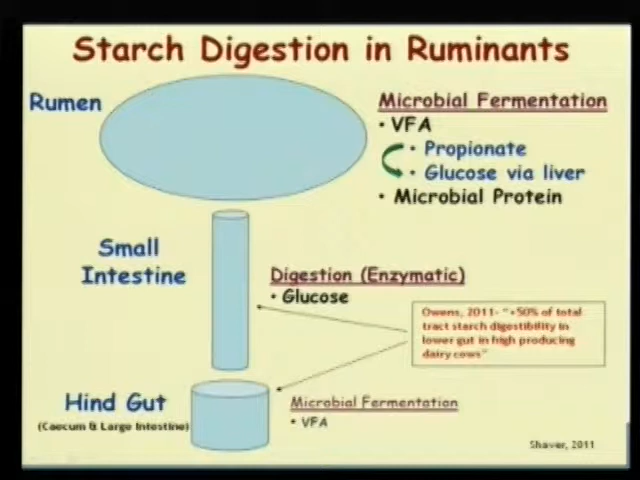 Starch Digestion in Ruminants
Rumen
Microbial Fermentation
• VFA
• Propionate
• Glucose via liver
• Microbial Protein
Small
Intestine
Digestion (Enzymatic)
• Glucose
Owens, 2011- "+50% of total
tract starch digestibility in
lower gut in high producing
dairy cows"
Hind Gut
(Caecum & Large Intestine)
Microbial Fermentation
• VFA
Shaver, 2011